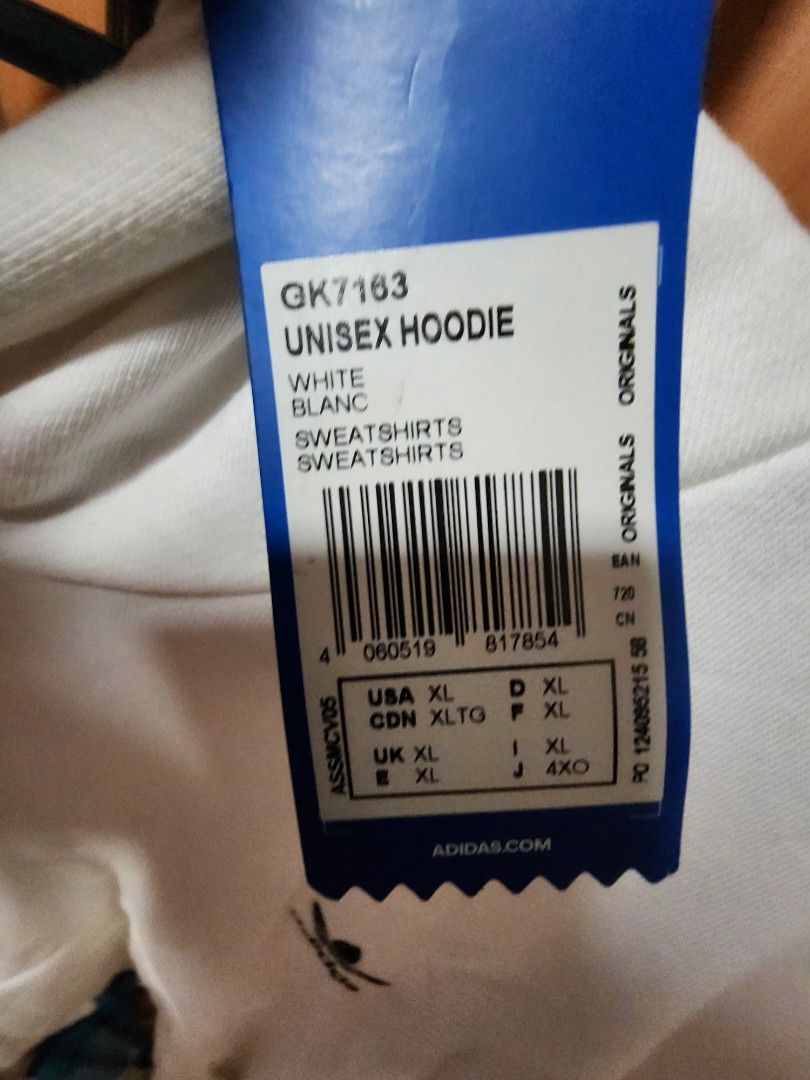 GK7163
UNISEX HOODIE
WHITE
BLANC
SWEATSHIRTS
SWEATSHIRTS
ORIGINALS ORIGINALS
EAN
720
CN
4 060519 817854
ASSMCV05
PO 124095215 58
USA XL D XL
CDN XLTG F XL
UK XL I XL
E XL J 4XO
ADIDAS.COM